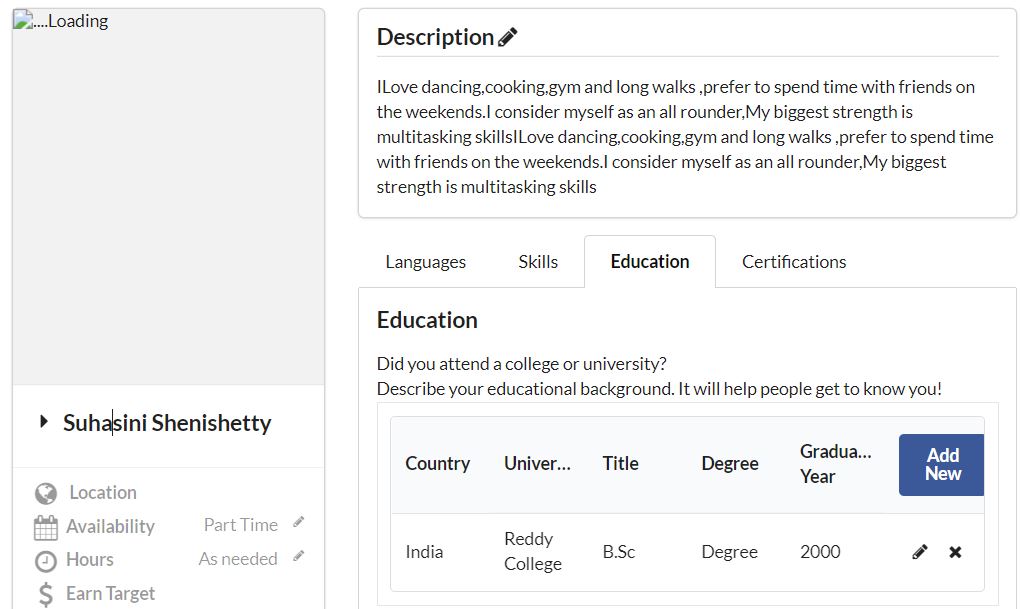 ....Loading
Suhasini Shenishetty
Location
Availability Part Time
Hours As needed
Earn Target
Description
ILove dancing,cooking,gym and long walks ,prefer to spend time with friends on
the weekends.I consider myself as an all rounder,My biggest strength is
multitasking skillsILove dancing,cooking,gym and long walks ,prefer to spend time
with friends on the weekends.I consider myself as an all rounder,My biggest
strength is multitasking skills
Languages Skills Education Certifications
Education
Did you attend a college or university?
Describe your educational background. It will help people get to know you!
Country Univer... Title Degree Gradua... Year Add New
India Reddy College B.Sc Degree 2000